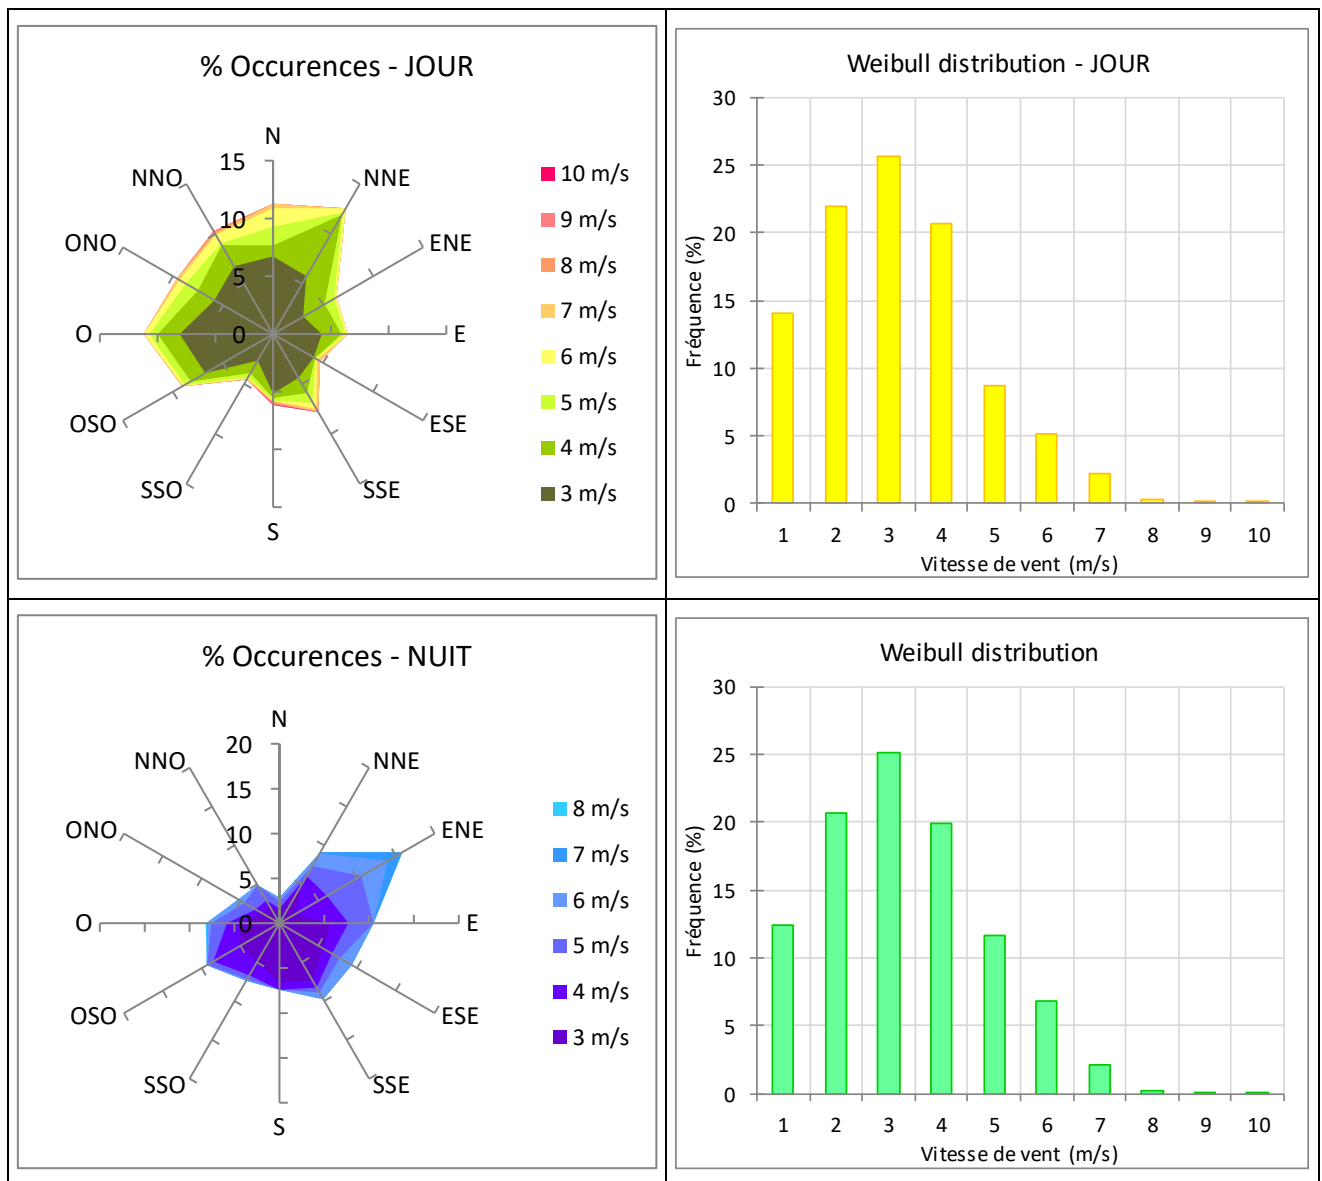 % Occurences - JOUR
N
NNE
ENE
E
ESE
SSE
S
SSO
OSO
O
ONO
NNO
15
10
5
0
10 m/s
9 m/s
8 m/s
7 m/s
6 m/s
5 m/s
4 m/s
3 m/s
Weibull distribution - JOUR
Fréquence (%)
30
25
20
15
10
5
0
1 2 3 4 5 6 7 8 9 10
Vitesse de vent (m/s)
% Occurences - NUIT
N
NNE
ENE
E
ESE
SSE
S
SSO
OSO
O
ONO
NNO
20
15
10
5
0
8 m/s
7 m/s
6 m/s
5 m/s
4 m/s
3 m/s
Weibull distribution
Fréquence (%)
30
25
20
15
10
5
0
1 2 3 4 5 6 7 8 9 10
Vitesse de vent (m/s)